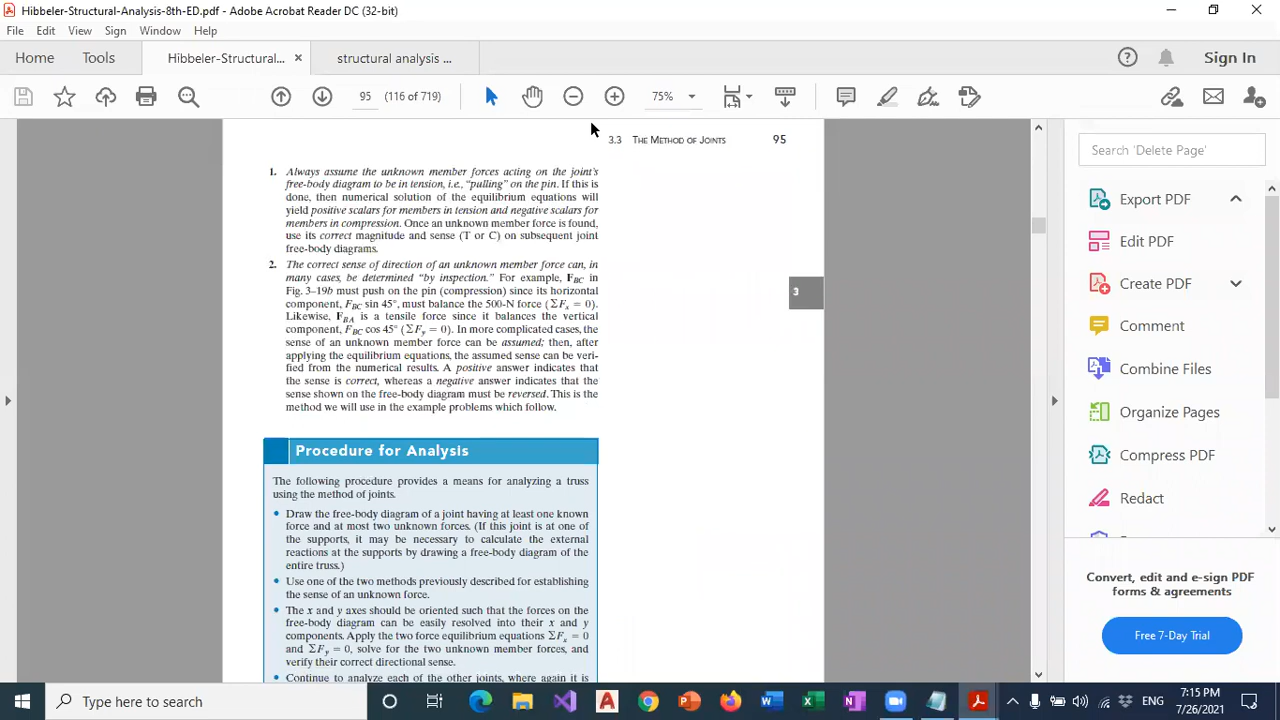 Hibbeler-Structural-Analysis-8th-ED.pdf - Adobe Acrobat Reader DC (32-bit)
File Edit View Sign Window Help
Home Tools Hibbeler-Structural... × structural analysis ... Sign In
95 (116 of 719) 75%
3.3 THE METHOD OF JOINTS 95
1. Always assume the unknown member forces acting on the joint's
free-body diagram to be in tension, i.e., "pulling" on the pin. If this is
done, then numerical solution of the equilibrium equations will
yield positive scalars for members in tension and negative scalars for
members in compression. Once an unknown member force is found,
use its correct magnitude and sense (T or C) on subsequent joint
free-body diagrams.
2. The correct sense of direction of an unknown member force can, in
many cases, be determined "by inspection." For example, F_BC in
Fig. 3–19b must push on the pin (compression) since its horizontal
component, F_BC sin 45°, must balance the 500-N force (ΣF_x = 0).
Likewise, F_BA is a tensile force since it balances the vertical
component, F_BC cos 45° (ΣF_y = 0). In more complicated cases, the
sense of an unknown member force can be assumed; then, after
applying the equilibrium equations, the assumed sense can be veri-
fied from the numerical results. A positive answer indicates that
the sense is correct, whereas a negative answer indicates that the
sense shown on the free-body diagram must be reversed. This is the
method we will use in the example problems which follow.
3
Procedure for Analysis
The following procedure provides a means for analyzing a truss
using the method of joints.
• Draw the free-body diagram of a joint having at least one known
force and at most two unknown forces. (If this joint is at one of
the supports, it may be necessary to calculate the external
reactions at the supports by drawing a free-body diagram of the
entire truss.)
• Use one of the two methods previously described for establishing
the sense of an unknown force.
• The x and y axes should be oriented such that the forces on the
free-body diagram can be easily resolved into their x and y
components. Apply the two force equilibrium equations ΣF_x = 0
and ΣF_y = 0, solve for the two unknown member forces, and
verify their correct directional sense.
• Continue to analyze each of the other joints, where again it is
Search 'Delete Page'
Export PDF
Edit PDF
Create PDF
Comment
Combine Files
Organize Pages
Compress PDF
Redact
Convert, edit and e-sign PDF
forms & agreements
Free 7-Day Trial
Type here to search
ENG
7:15 PM
7/26/2021